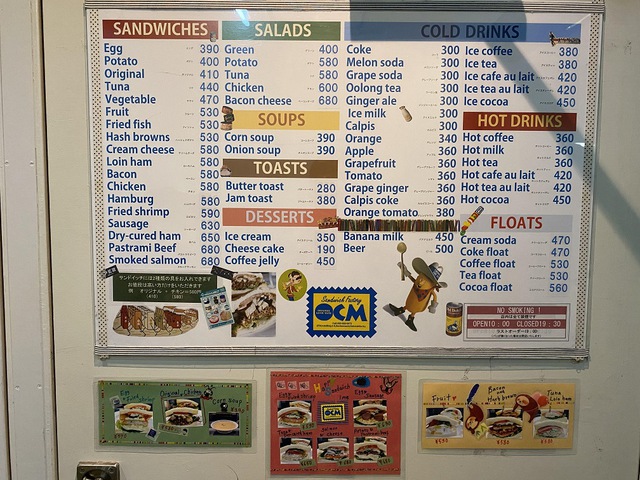 SANDWICHES
Egg 390
Potato 400
Original 410
Tuna 440
Vegetable 470
Fruit 530
Fried fish 530
Hash browns 530
Cream cheese 580
Loin ham 580
Bacon 580
Chicken 580
Hamburg 580
Fried shrimp 590
Sausage 630
Dry-cured ham 650
Pastrami Beef 680
Smoked salmon 680
SALADS
Green 400
Potato 580
Tuna 580
Chicken 600
Bacon cheese 680
SOUPS
Corn soup 390
Onion soup 390
TOASTS
Butter toast 280
Jam toast 380
DESSERTS
Ice cream 350
Cheese cake 190
Coffee jelly 450
COLD DRINKS
Coke 300
Melon soda 300
Grape soda 300
Oolong tea 300
Ginger ale 300
Ice milk 300
Calpis 300
Orange 340
Apple 360
Grapefruit 360
Tomato 360
Grape ginger 360
Calpis coke 360
Orange tomato 380
Banana milk 450
Beer 500
Ice coffee 380
Ice tea 380
Ice cafe au lait 420
Ice tea au lait 420
Ice cocoa 450
HOT DRINKS
Hot coffee 360
Hot milk 360
Hot tea 360
Hot cafe au lait 420
Hot tea au lait 420
Hot cocoa 450
FLOATS
Cream soda 470
Coke float 470
Coffee float 530
Tea float 530
Cocoa float 560
Sandwich Factory
OCM
NO SMOKING !
OPEN10：00 CLOSED19：30